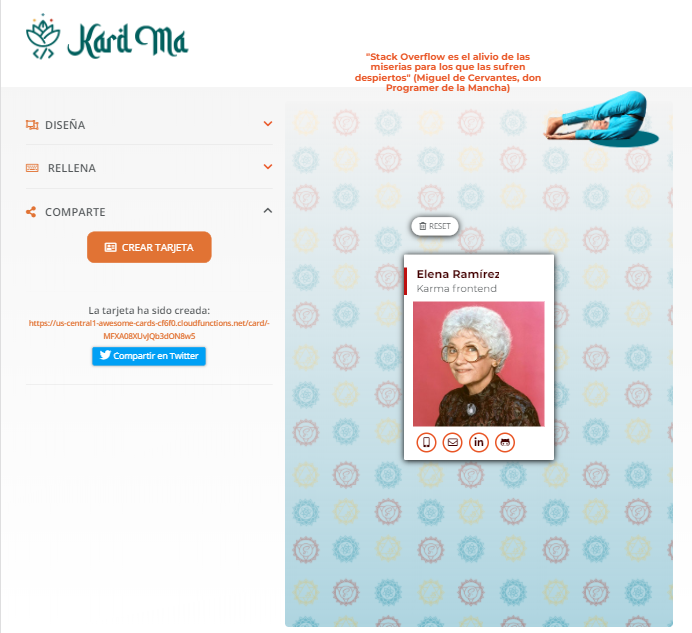 Kard Ma
"Stack Overflow es el alivio de las
miserias para los que las sufren
despiertos" (Miguel de Cervantes, don
Programer de la Mancha)
DISEÑA
RELLENA
COMPARTE
CREAR TARJETA
La tarjeta ha sido creada:
https://us-central1-awesome-cards-cf6f0.cloudfunctions.net/card/-
MFXA08XUvJQb3dON8w5
Compartir en Twitter
RESET
Elena Ramírez
Karma frontend
in